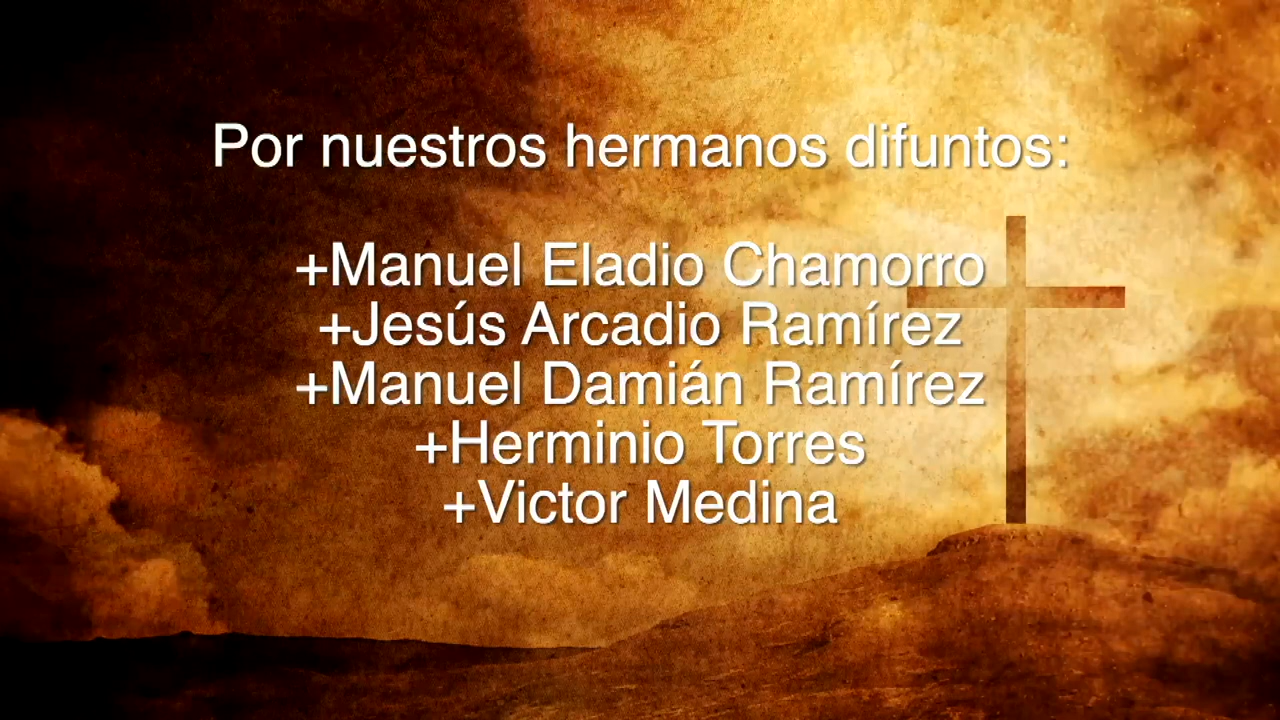 Por nuestros hermanos difuntos:
+Manuel Eladio Chamorro
+Jesús Arcadio Ramírez
+Manuel Damián Ramírez
+Herminio Torres
+Victor Medina